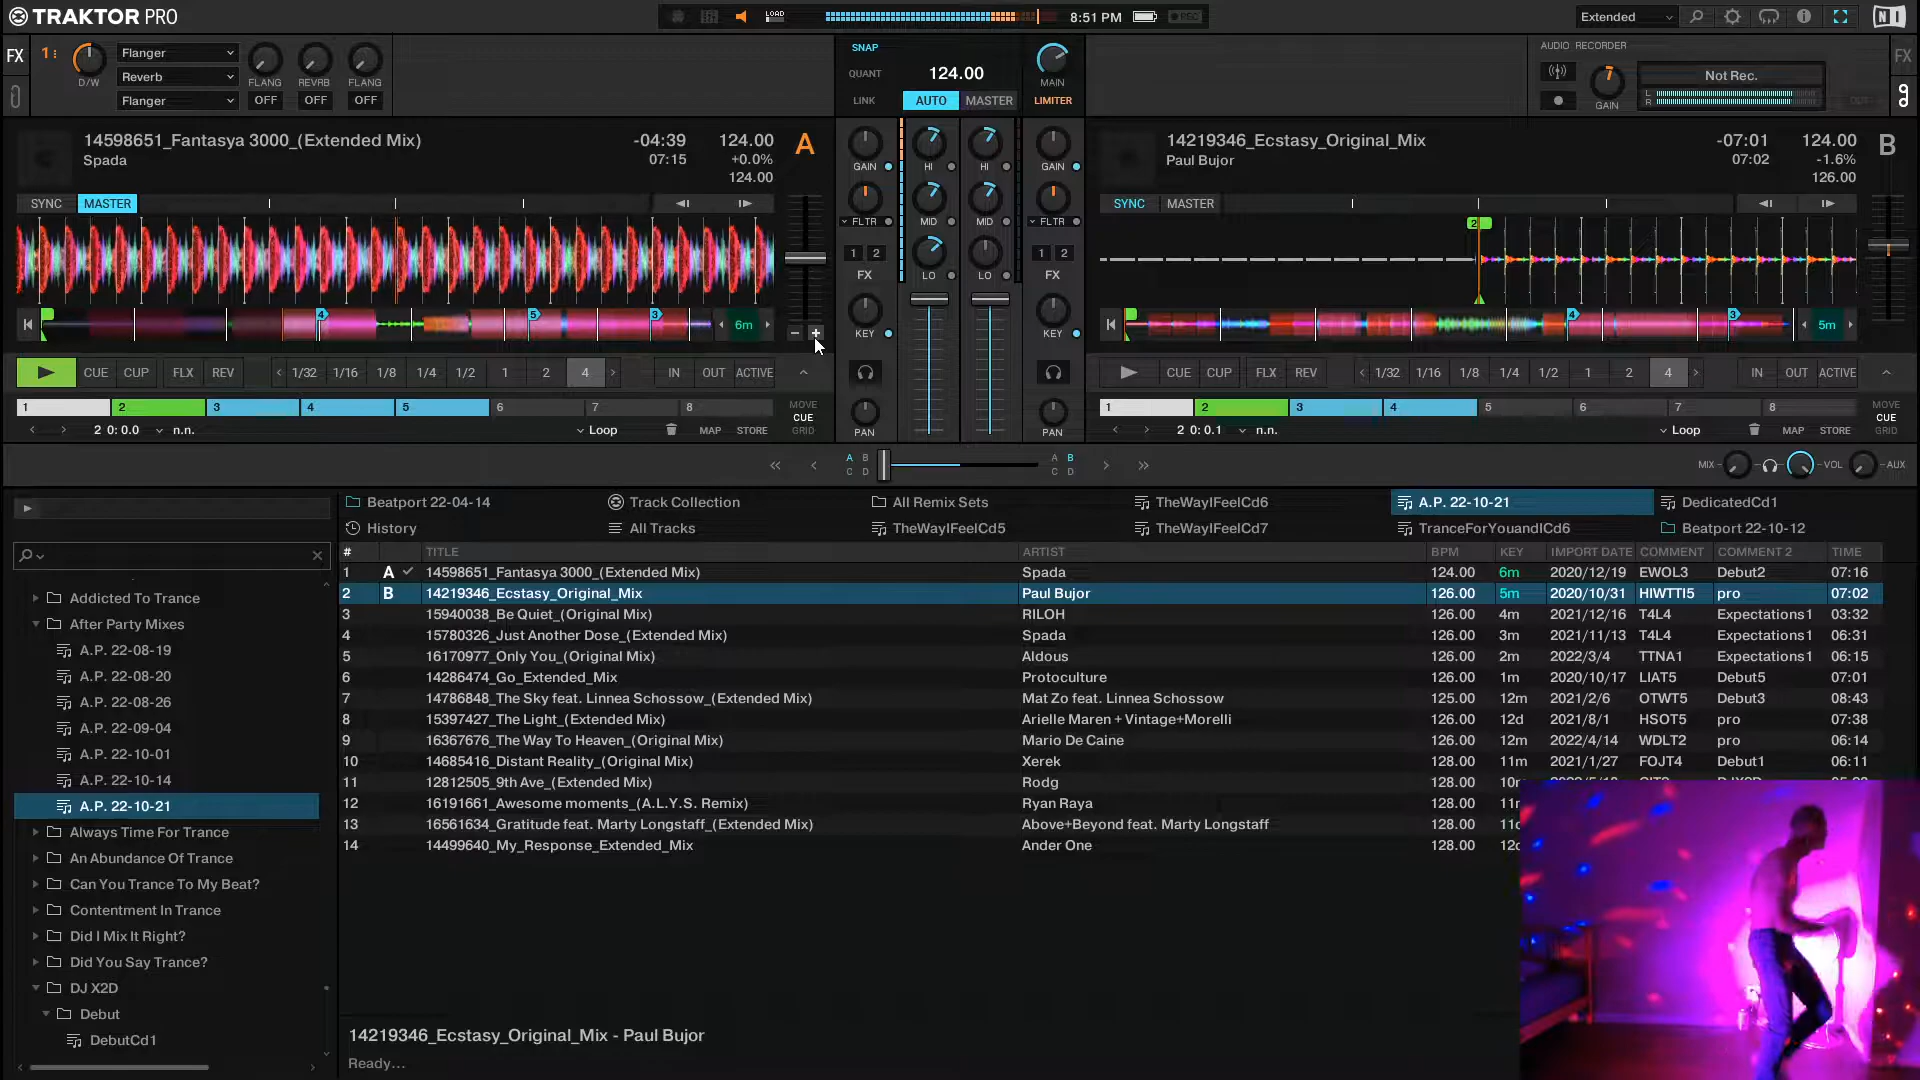 TRAKTOR PRO
LOAD
8:51 PM
REC
Extended
FX
1
D/W
Flanger
Reverb
Flanger
FLANG
REVRB
FLANG
OFF
OFF
OFF
SNAP
QUANT
LINK
124.00
AUTO
MASTER
MAIN
LIMITER
AUDIO RECORDER
GAIN
Not Rec.
L
R
FX
14598651_Fantasya 3000_(Extended Mix)
Spada
-04:39
07:15
124.00
+0.0%
124.00
A
SYNC
MASTER
4
5
3
6m
CUE
CUP
FLX
REV
1/32
1/16
1/8
1/4
1/2
1
2
4
IN
OUT
ACTIVE
1
2
3
4
5
6
7
8
MOVE
CUE
GRID
2 0: 0.0
n.n.
Loop
MAP
STORE
GAIN
HI
HI
GAIN
FLTR
MID
MID
FLTR
1
2
1
2
FX
LO
LO
FX
KEY
KEY
PAN
PAN
14219346_Ecstasy_Original_Mix
Paul Bujor
-07:01
07:02
124.00
-1.6%
126.00
B
SYNC
MASTER
2
4
3
5m
CUE
CUP
FLX
REV
1/32
1/16
1/8
1/4
1/2
1
2
4
IN
OUT
ACTIVE
1
2
3
4
5
6
7
8
MOVE
CUE
GRID
2 0: 0.1
n.n.
Loop
MAP
STORE
A B
C D
A B
C D
MIX
VOL
AUX
Beatport 22-04-14
Track Collection
All Remix Sets
TheWayIFeelCd6
A.P. 22-10-21
DedicatedCd1
History
All Tracks
TheWayIFeelCd5
TheWayIFeelCd7
TranceForYouandICd6
Beatport 22-10-12
Addicted To Trance
After Party Mixes
A.P. 22-08-19
A.P. 22-08-20
A.P. 22-08-26
A.P. 22-09-04
A.P. 22-10-01
A.P. 22-10-14
A.P. 22-10-21
Always Time For Trance
An Abundance Of Trance
Can You Trance To My Beat?
Contentment In Trance
Did I Mix It Right?
Did You Say Trance?
DJ X2D
Debut
DebutCd1
# TITLE ARTIST BPM KEY IMPORT DATE COMMENT COMMENT 2 TIME
1 A 14598651_Fantasya 3000_(Extended Mix) Spada 124.00 6m 2020/12/19 EWOL3 Debut2 07:16
2 B 14219346_Ecstasy_Original_Mix Paul Bujor 126.00 5m 2020/10/31 HIWTTI5 pro 07:02
3 15940038_Be Quiet_(Original Mix) RILOH 126.00 4m 2021/12/16 T4L4 Expectations1 03:32
4 15780326_Just Another Dose_(Extended Mix) Spada 126.00 3m 2021/11/13 T4L4 Expectations1 06:31
5 16170977_Only You_(Original Mix) Aldous 126.00 2m 2022/3/4 TTNA1 Expectations1 06:15
6 14286474_Go_Extended_Mix Protoculture 126.00 1m 2020/10/17 LIAT5 Debut5 07:01
7 14786848_The Sky feat. Linnea Schossow_(Extended Mix) Mat Zo feat. Linnea Schossow 125.00 12m 2021/2/6 OTWT5 Debut3 08:43
8 15397427_The Light_(Extended Mix) Arielle Maren + Vintage+Morelli 126.00 12d 2021/8/1 HSOT5 pro 07:38
9 16367676_The Way To Heaven_(Original Mix) Mario De Caine 126.00 12m 2022/4/14 WDLT2 pro 06:14
10 14685416_Distant Reality_(Original Mix) Xerek 128.00 11m 2021/1/27 FOJT4 Debut1 06:11
11 12812505_9th Ave_(Extended Mix) Rodg 128.00
12 16191661_Awesome moments_(A.L.Y.S. Remix) Ryan Raya 128.00
13 16561634_Gratitude feat. Marty Longstaff_(Extended Mix) Above+Beyond feat. Marty Longstaff 128.00
14 14499640_My_Response_Extended_Mix Ander One 128.00
14219346_Ecstasy_Original_Mix - Paul Bujor
Ready...